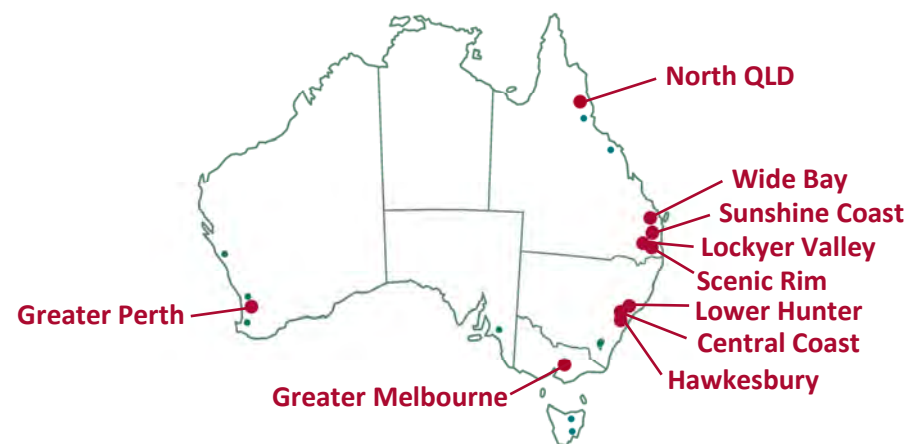 North QLD
Wide Bay
Sunshine Coast
Lockyer Valley
Scenic Rim
Lower Hunter
Greater Perth
Central Coast
Hawkesbury
Greater Melbourne